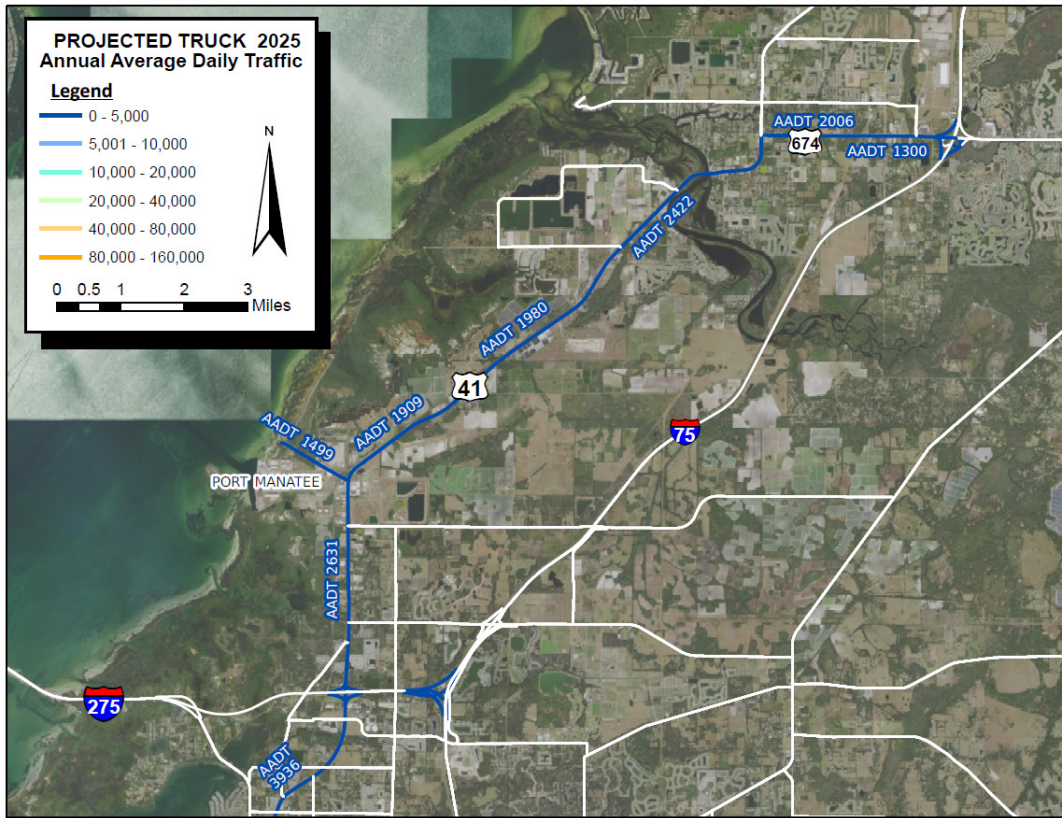 PROJECTED TRUCK 2025
Annual Average Daily Traffic
Legend
0 - 5,000
5,001 - 10,000
10,000 - 20,000
20,000 - 40,000
40,000 - 80,000
80,000 - 160,000
N
0 0.5 1 2 3
Miles
AADT 2006
674
AADT 1300
AADT 2422
AADT 1980
41
AADT 1909
75
AADT 1499
PORT MANATEE
AADT 2631
275
AADT
3936